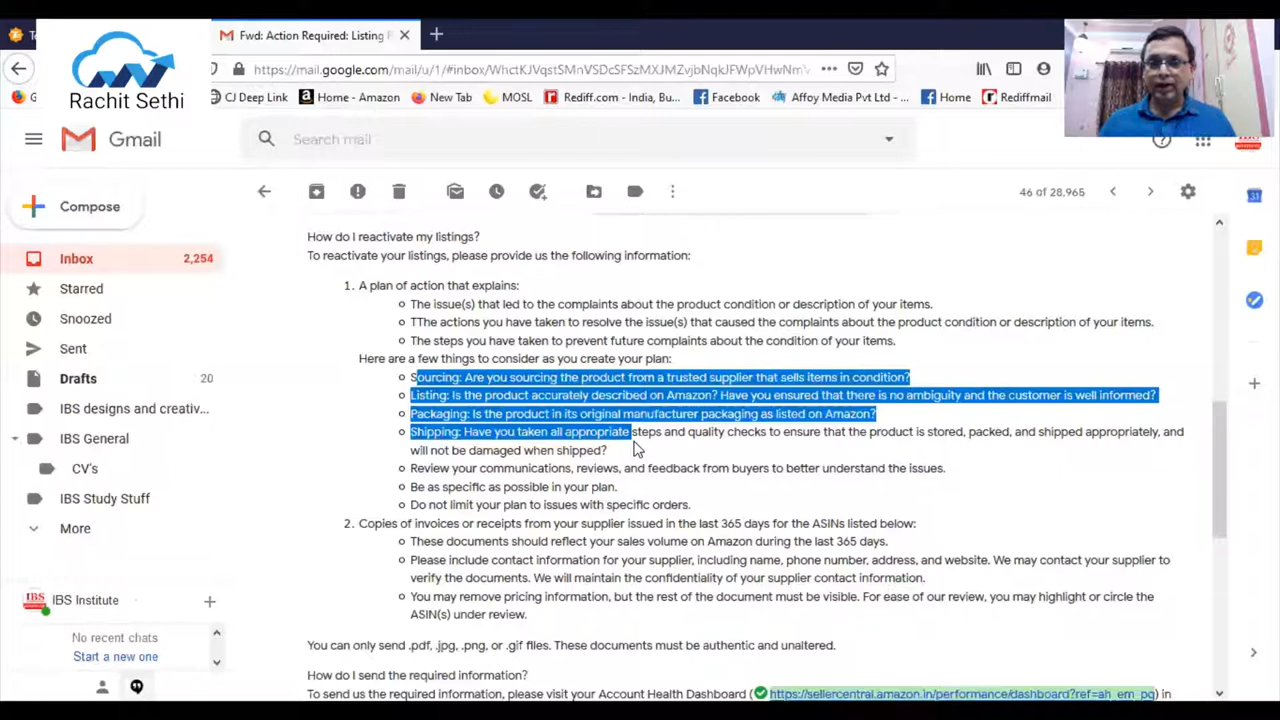 Fwd: Action Required: Listing
https://mail.google.com/mail/u/1/#inbox/
Rachit Sethi
G
CJ Deep Link
Home - Amazon
New Tab
MOSL
Rediff.com - India, Bu...
Facebook
Affoy Media Pvt Ltd - ...
Home
Rediffmail
Gmail
Search mail
Compose
46 of 28,965
Inbox 2,254
Starred
Snoozed
Sent
Drafts 20
IBS designs and creativ...
IBS General
CV's
IBS Study Stuff
More
IBS Institute
No recent chats
Start a new one
How do I reactivate my listings?
To reactivate your listings, please provide us the following information:
1. A plan of action that explains:
The issue(s) that led to the complaints about the product condition or description of your items.
TThe actions you have taken to resolve the issue(s) that caused the complaints about the product condition or description of your items.
The steps you have taken to prevent future complaints about the condition of your items.
Here are a few things to consider as you create your plan:
Sourcing: Are you sourcing the product from a trusted supplier that sells items in condition?
Listing: Is the product accurately described on Amazon? Have you ensured that there is no ambiguity and the customer is well informed?
Packaging: Is the product in its original manufacturer packaging as listed on Amazon?
Shipping: Have you taken all appropriate steps and quality checks to ensure that the product is stored, packed, and shipped appropriately, and
will not be damaged when shipped?
Review your communications, reviews, and feedback from buyers to better understand the issues.
Be as specific as possible in your plan.
Do not limit your plan to issues with specific orders.
2. Copies of invoices or receipts from your supplier issued in the last 365 days for the ASINs listed below:
These documents should reflect your sales volume on Amazon during the last 365 days.
Please include contact information for your supplier, including name, phone number, address, and website. We may contact your supplier to
verify the documents. We will maintain the confidentiality of your supplier contact information.
You may remove pricing information, but the rest of the document must be visible. For ease of our review, you may highlight or circle the
ASIN(s) under review.
You can only send .pdf, .jpg, .png, or .gif files. These documents must be authentic and unaltered.
How do I send the required information?
To send us the required information, please visit your Account Health Dashboard ( https://sellercentral.amazon.in/performance/dashboard?ref=ah_em_pq) in